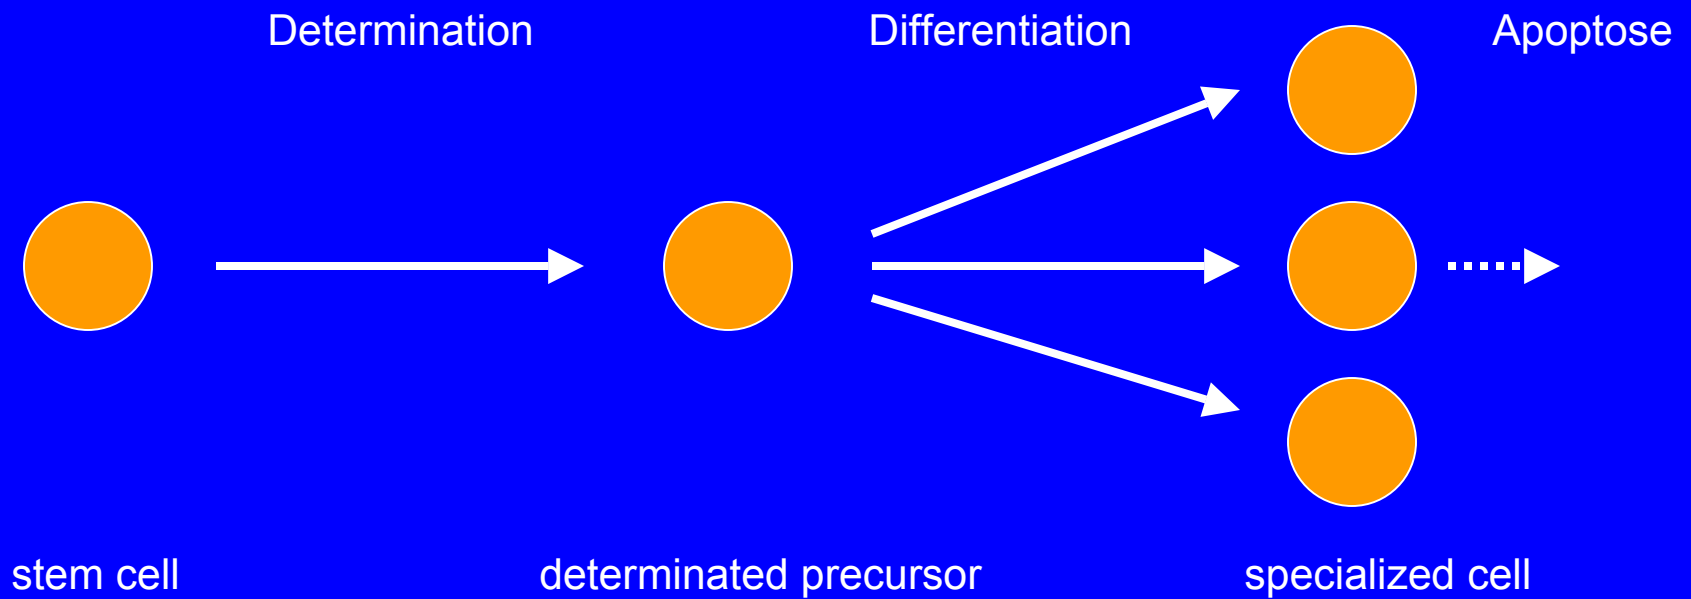 Determination
Differentiation
Apoptose
stem cell
determinated precursor
specialized cell